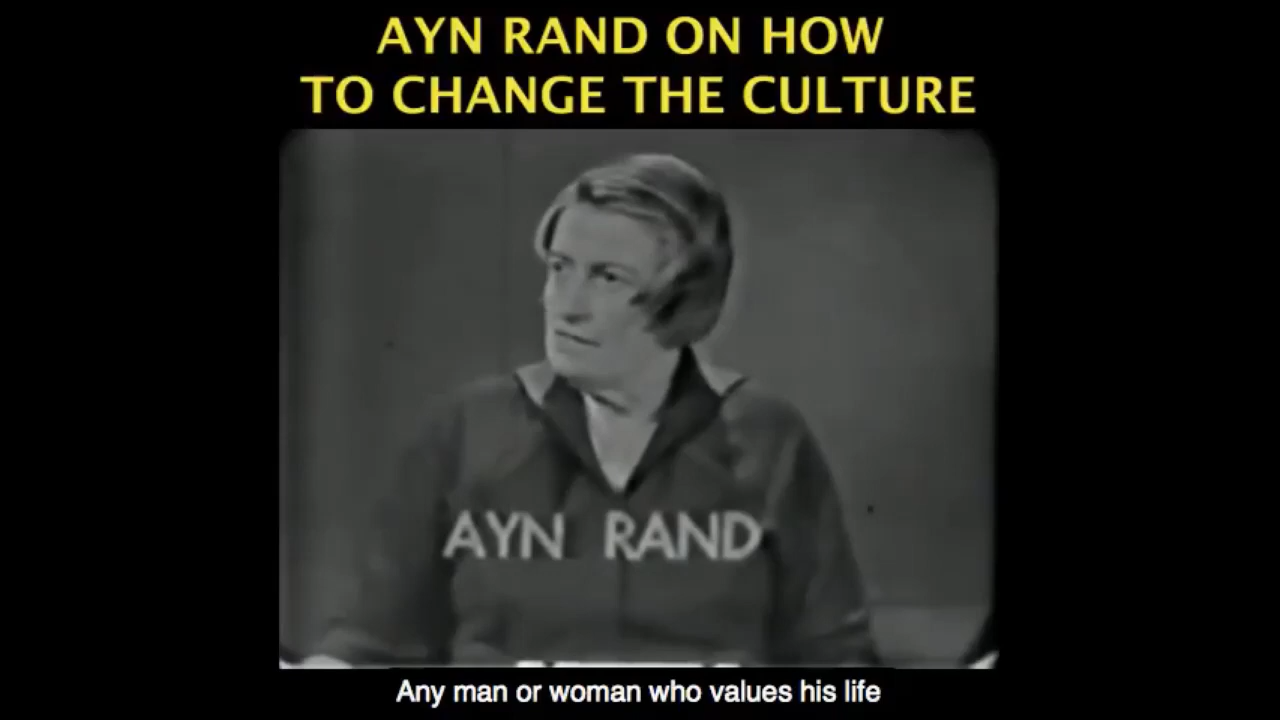 AYN RAND ON HOW
TO CHANGE THE CULTURE
AYN RAND
Any man or woman who values his life